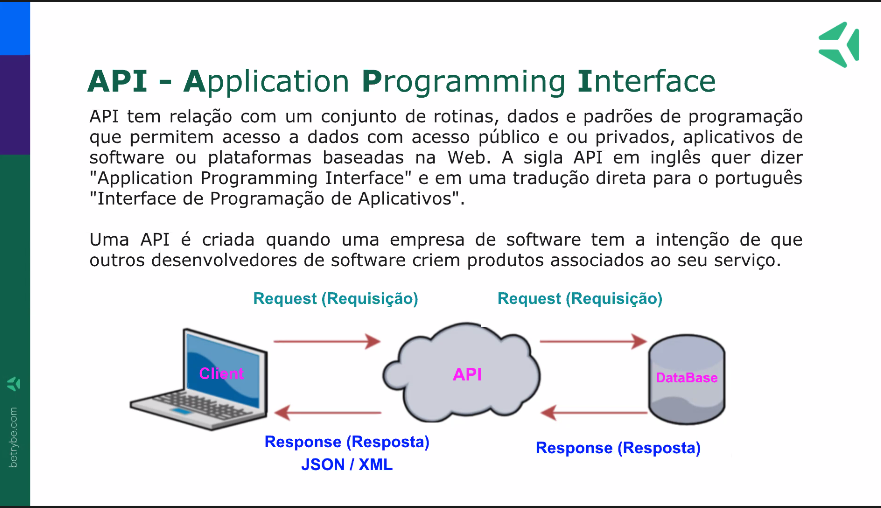 API - Application Programming Interface
API tem relação com um conjunto de rotinas, dados e padrões de programação
que permitem acesso a dados com acesso público e ou privados, aplicativos de
software ou plataformas baseadas na Web. A sigla API em inglês quer dizer
"Application Programming Interface" e em uma tradução direta para o português
"Interface de Programação de Aplicativos".
Uma API é criada quando uma empresa de software tem a intenção de que
outros desenvolvedores de software criem produtos associados ao seu serviço.
Request (Requisição)
Request (Requisição)
Client
API
DataBase
Response (Resposta)
JSON / XML
Response (Resposta)
betrybe.com